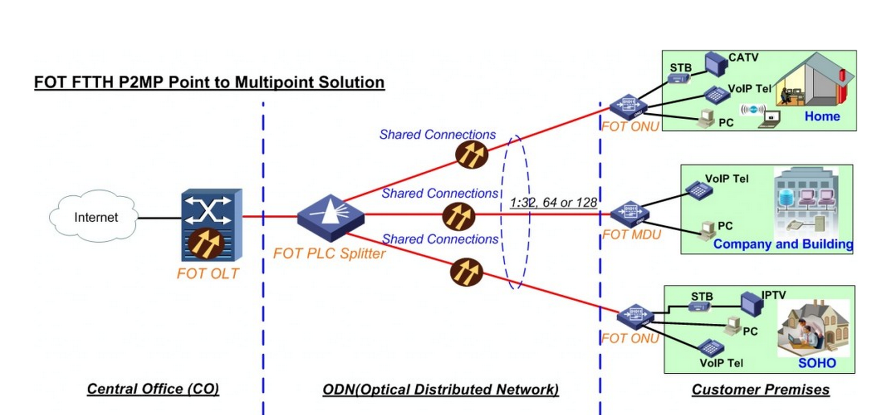 FOT FTTH P2MP Point to Multipoint Solution
CATV
STB
VoIP Tel
PC
Home
FOT ONU
Shared Connections
Shared Connections
1:32, 64 or 128
Shared Connections
Internet
FOT OLT
FOT PLC Splitter
VoIP Tel
PC
Company and Building
FOT MDU
STB
IPTV
PC
VoIP Tel
SOHO
FOT ONU
Central Office (CO)
ODN(Optical Distributed Network)
Customer Premises